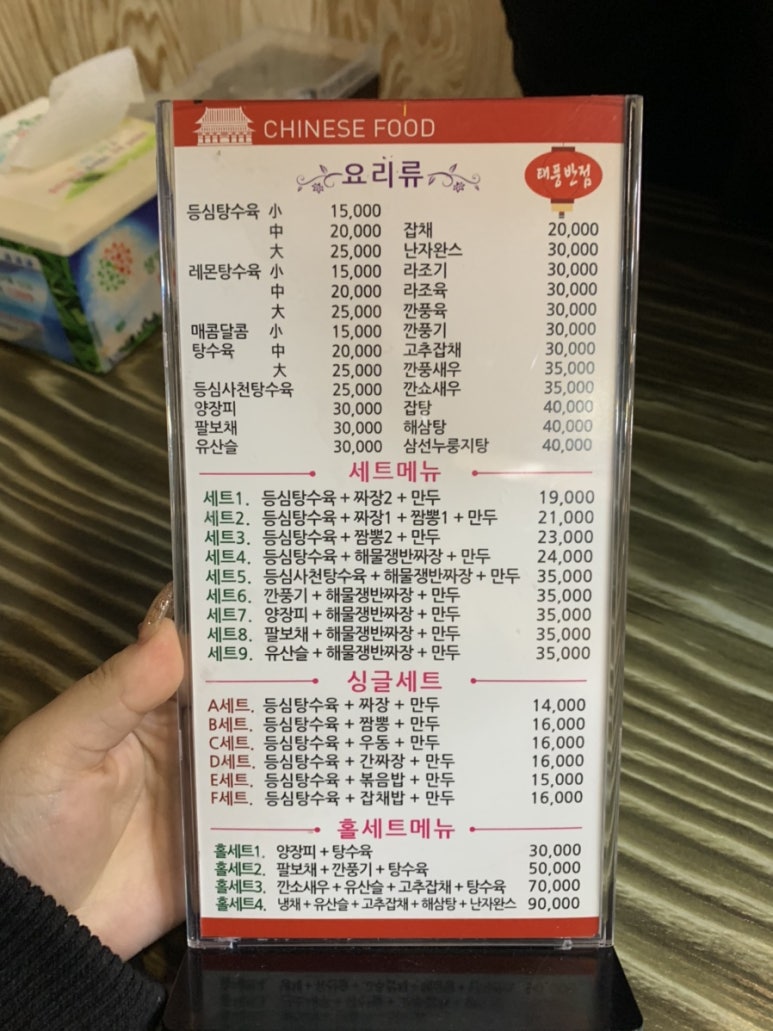 CHINESE FOOD
요리류
태풍반점
등심탕수육 小 15,000
中 20,000 잡채 20,000
大 25,000 난자완스 30,000
레몬탕수육 小 15,000 라조기 30,000
中 20,000 라조육 30,000
大 25,000 깐풍육 30,000
매콤달콤 小 15,000 깐풍기 30,000
탕수육 中 20,000 고추잡채 30,000
大 25,000 깐풍새우 35,000
등심사천탕수육 25,000 깐쇼새우 35,000
양장피 30,000 잡탕 40,000
팔보채 30,000 해삼탕 40,000
유산슬 30,000 삼선누룽지탕 40,000
세트메뉴
세트1. 등심탕수육 + 짜장2 + 만두 19,000
세트2. 등심탕수육 + 짜장1 + 짬뽕1 + 만두 21,000
세트3. 등심탕수육 + 짬뽕2 + 만두 23,000
세트4. 등심탕수육 + 해물쟁반짜장 + 만두 24,000
세트5. 등심사천탕수육 + 해물쟁반짜장 + 만두 35,000
세트6. 깐풍기 + 해물쟁반짜장 + 만두 35,000
세트7. 양장피 + 해물쟁반짜장 + 만두 35,000
세트8. 팔보채 + 해물쟁반짜장 + 만두 35,000
세트9. 유산슬 + 해물쟁반짜장 + 만두 35,000
싱글세트
A세트. 등심탕수육 + 짜장 + 만두 14,000
B세트. 등심탕수육 + 짬뽕 + 만두 16,000
C세트. 등심탕수육 + 우동 + 만두 16,000
D세트. 등심탕수육 + 간짜장 + 만두 16,000
E세트. 등심탕수육 + 볶음밥 + 만두 15,000
F세트. 등심탕수육 + 잡채밥 + 만두 16,000
홀세트메뉴
홀세트1. 양장피 + 탕수육 30,000
홀세트2. 팔보채 + 깐풍기 + 탕수육 50,000
홀세트3. 깐소새우 + 유산슬 + 고추잡채 + 탕수육 70,000
홀세트4. 냉채 + 유산슬 + 고추잡채 + 해삼탕 + 난자완스 90,000